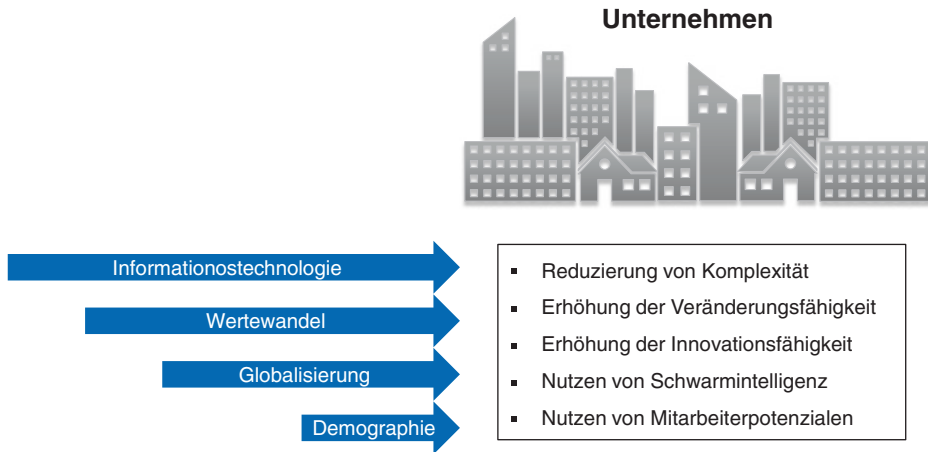 Unternehmen
Informationostechnologie
Wertewandel
Globalisierung
Demographie
▪ Reduzierung von Komplexität
▪ Erhöhung der Veränderungsfähigkeit
▪ Erhöhung der Innovationsfähigkeit
▪ Nutzen von Schwarmintelligenz
▪ Nutzen von Mitarbeiterpotenzialen